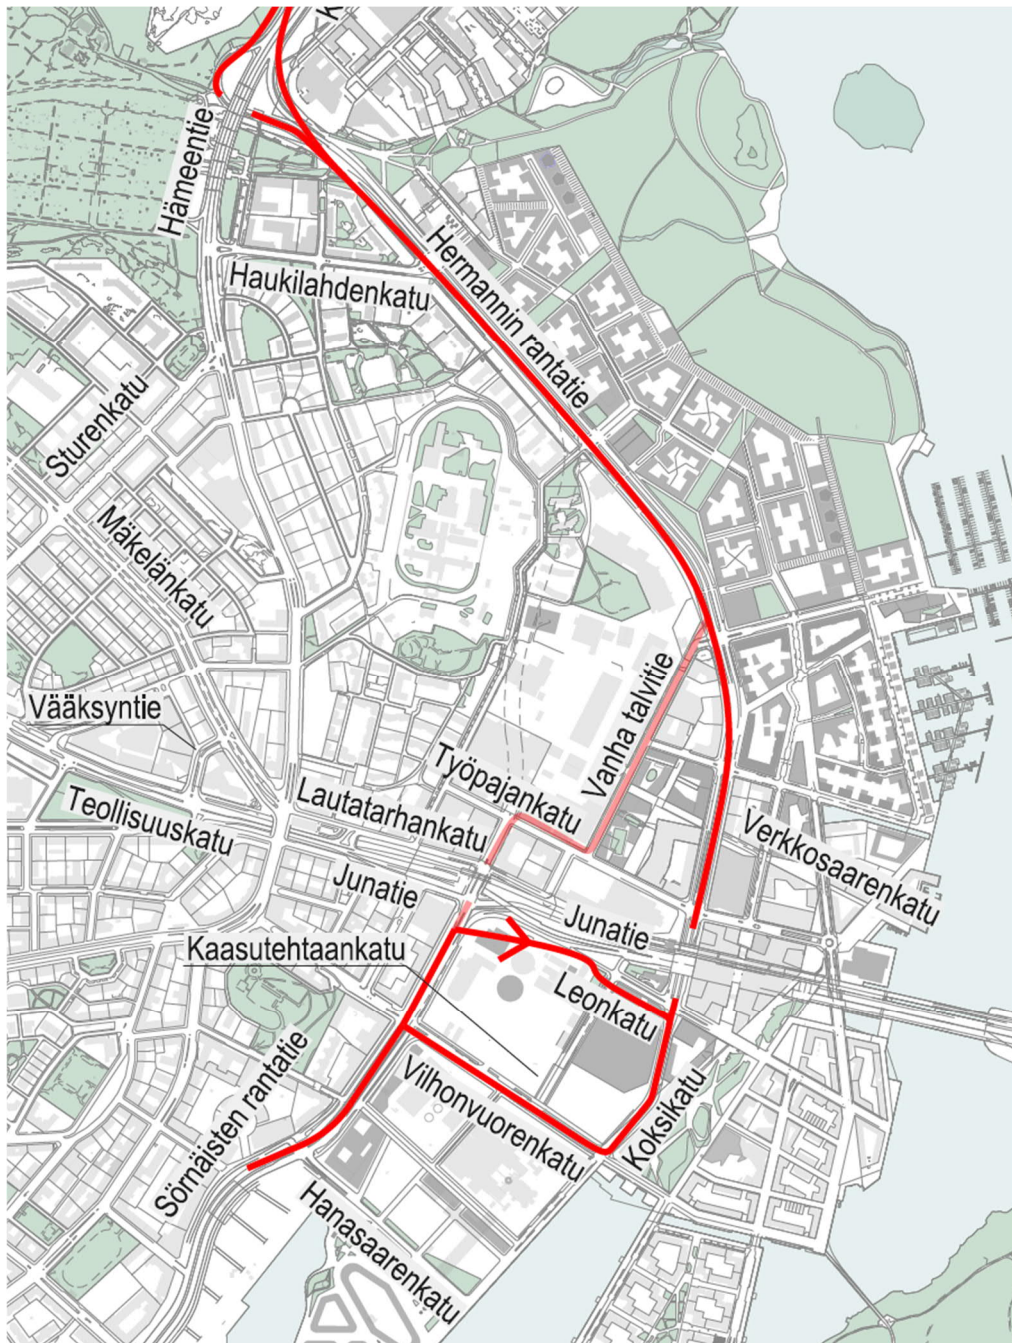 Hämeentie
Haukilahdenkatu
Hermannin rantatie
Sturenkatu
Mäkelänkatu
Vääksyntie
Teollisuuskatu
Lautatarhankatu
Työpajankatu
Vanha talvitie
Verkkosaarenkatu
Junatie
Junatie
Kaasutehtaankatu
Leonkatu
Sörnäisten rantatie
Vilhonvuorenkatu
Koksikatu
Hanasaarenkatu